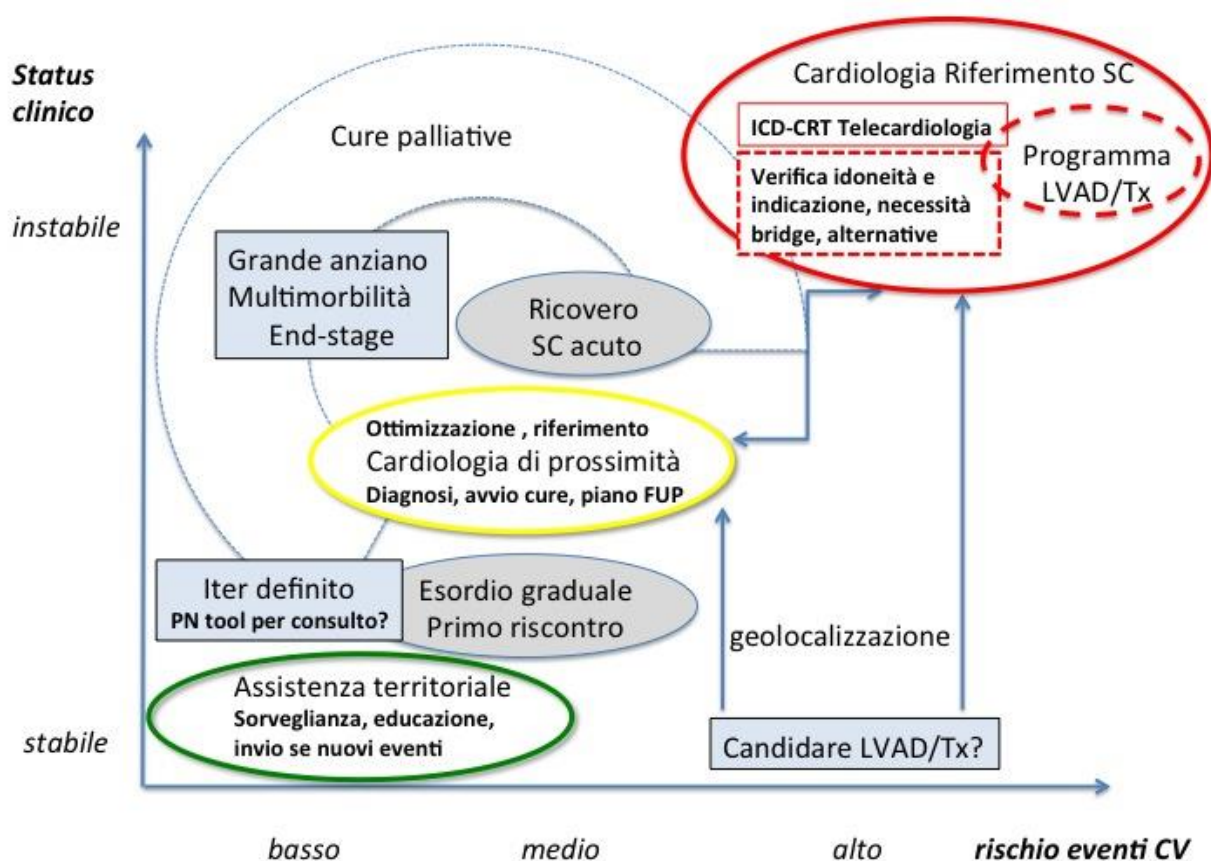 Status
clinico
Cardiologia Riferimento SC
ICD-CRT Telecardiologia
Cure palliative
Programma
LVAD/Tx
Verifica idoneità e
indicazione, necessità
bridge, alternative
instabile
Grande anziano
Multimorbilità
End-stage
Ricovero
SC acuto
Ottimizzazione , riferimento
Cardiologia di prossimità
Diagnosi, avvio cure, piano FUP
Iter definito
PN tool per consulto?
Esordio graduale
Primo riscontro
geolocalizzazione
Assistenza territoriale
Sorveglianza, educazione,
invio se nuovi eventi
stabile
Candidare LVAD/Tx?
basso
medio
alto
rischio eventi CV